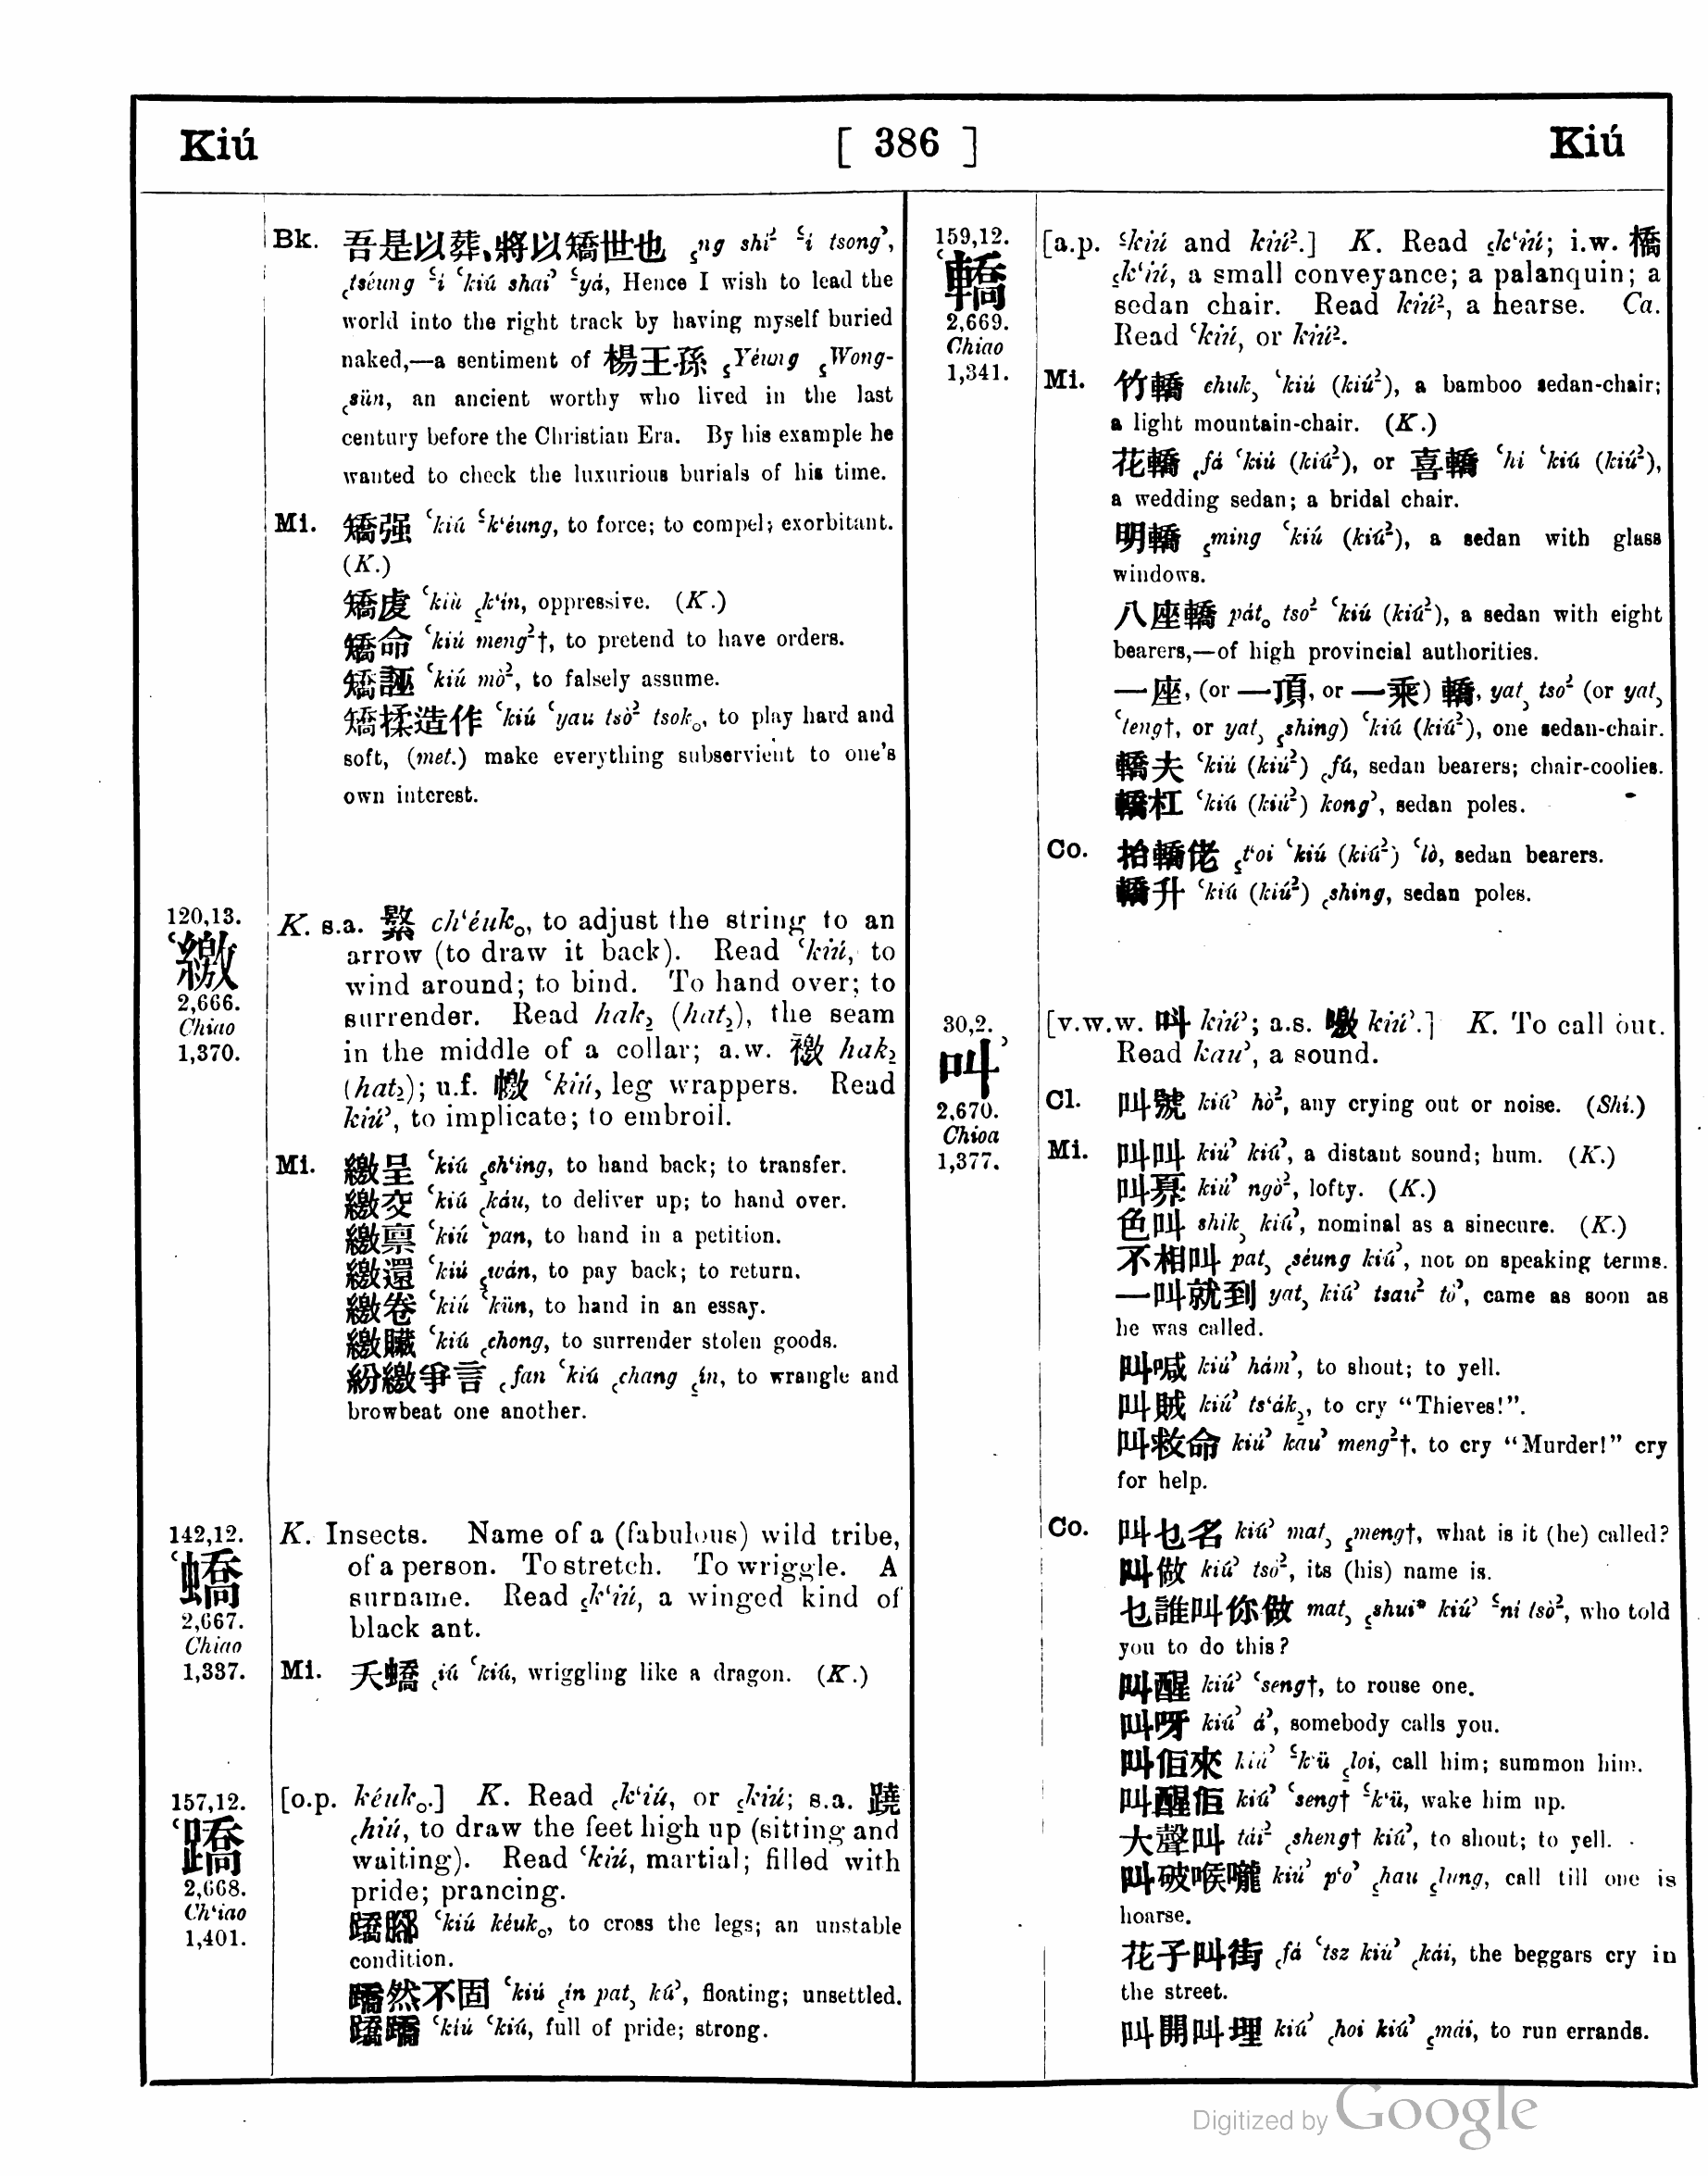 Kiú [ 386 ] Kiú
Bk. 吾是以葬、將以矯世也 ꜁ng shí² ꜃í tsong꜄,
꜀tséung ꜃í ꜂kiú shai꜄ ꜃yá, Hence I wish to lead the
world into the right track by having myself buried
naked,—a sentiment of 楊王孫 ꜁Yéung ꜁Wong-
꜀sün, an ancient worthy who lived in the last
century before the Christian Era. By his example he
wanted to check the luxurious burials of his time.
Mi. 矯强 ꜂kiú ꜃k‘éung, to force; to compel; exorbitant.
(K.)
矯虔 ꜂kiú ꜁k‘ín, oppressive. (K.)
矯命 ꜂kiú meng²†, to pretend to have orders.
矯誣 ꜂kiú mò², to falsely assume.
矯揉造作 ꜂kiú ꜂yau tsò² tsok꜆, to play hard and
soft, (met.) make everything subservient to one's
own interest.
120,13.
꜂繳
2,666.
Chiao
1,370.
K. s.a. 繁 ch‘éuk꜆, to adjust the string to an
arrow (to draw it back). Read ꜂kiú, to
wind around; to bind. To hand over; to
surrender. Read hak₂ (hat₂), the seam
in the middle of a collar; a.w. 襒 hak₂
(hat₂); u.f. 憿 ꜂kiú, leg wrappers. Read
kiú꜄, to implicate; to embroil.
Mi. 繳呈 ꜂kiú ꜁sh‘ing, to hand back; to transfer.
繳交 ꜂kiú ꜀káu, to deliver up; to hand over.
繳禀 ꜂kiú ꜂pan, to hand in a petition.
繳還 ꜂kiú ꜁wán, to pay back; to return.
繳卷 ꜂kiú ꜂kün, to hand in an essay.
繳贓 ꜂kiú ꜀chong, to surrender stolen goods.
紛繳爭言 ꜀fan ꜂kiú ꜀chang ꜁ín, to wrangle and
browbeat one another.
142,12.
꜂蟜
2,667.
Chiao
1,337.
K. Insects. Name of a (fabulous) wild tribe,
of a person. To stretch. To wriggle. A
surname. Read ꜁k‘iú, a winged kind of
black ant.
Mi. 夭蟜 ꜀iú ꜂kiú, wriggling like a dragon. (K.)
157,12.
꜂蹻
2,668.
Ch‘iao
1,401.
[o.p. kéuk꜆.] K. Read ꜀k‘iú, or ꜁kiú; s.a. 蹺
꜀hiú, to draw the feet high up (sitting and
waiting). Read ꜂kiú, martial; filled with
pride; prancing.
蹻腳 ꜂kiú kéuk꜆, to cross the legs; an unstable
condition.
蹻然不固 ꜂kiú ꜁ín pat꜆ kú꜄, floating; unsettled.
蹻蹻 ꜂kiú ꜂kiú, full of pride; strong.
159,12.
꜂轎
2,669.
Chiao
1,341.
[a.p. ꜃kiú and kiú².] K. Read ꜁k‘iú; i.w. 橋
꜁k‘iú, a small conveyance; a palanquin; a
sedan chair. Read kiú², a hearse. Ca.
Read ꜂kiú, or kiú².
Mi. 竹轎 chuk꜆ ꜂kiú (kiú²), a bamboo sedan-chair;
a light mountain-chair. (K.)
花轎 ꜀fá ꜂kiú (kiú²), or 喜轎 ꜂hí ꜂kiú (kiú²),
a wedding sedan; a bridal chair.
明轎 ꜁ming ꜂kiú (kiú²), a sedan with glass
windows.
八座轎 pát꜆ tso² ꜂kiú (kiú²), a sedan with eight
bearers,—of high provincial authorities.
一座, (or 一頂, or 一乘) 轎, yat꜆ tso² (or yat꜆
꜂teng†, or yat꜆ ꜁shing) ꜂kiú (kiú²), one sedan-chair.
轎夫 ꜂kiú (kiú²) ꜀fú, sedan bearers; chair-coolies.
轎杠 ꜂kiú (kiú²) kong꜄, sedan poles.
Co. 抬轎佬 ꜁t‘oi ꜂kiú (kiú²) ꜂lò, sedan bearers.
轎升 ꜂kiú (kiú²) ꜀shing, sedan poles.
30,2.
叫꜄
2,670.
Chioa
1,377.
[v.w.w. 呌 kiú꜄; a.s. 噭 kiú꜄.] K. To call out.
Read kau꜄, a sound.
Cl. 叫號 kiú꜄ hò², any crying out or noise. (Shí.)
Mi. 叫叫 kiú꜄ kiú꜄, a distant sound; hum. (K.)
叫奡 kiú꜄ ngò², lofty. (K.)
色叫 shik꜆ kiú꜄, nominal as a sinecure. (K.)
不相叫 pat꜆ ꜀séung kiú꜄, not on speaking terms.
一叫就到 yat꜆ kiú꜄ tsau² tò꜄, came as soon as
he was called.
叫喊 kiú꜄ hám꜄, to shout; to yell.
叫賊 kiú꜄ ts‘ák꜇, to cry “Thieves!”.
叫救命 kiú꜄ kau꜄ meng²†, to cry “Murder!” cry
for help.
Co. 叫乜名 kiú꜄ mat꜆ ꜁meng†, what is it (he) called?
叫做 kiú꜄ tsò², its (his) name is.
乜誰叫你做 mat꜆ ꜁shui* kiú꜄ ꜃ní tsò², who told
you to do this?
叫醒 kiú꜄ ꜂seng†, to rouse one.
叫呀 kiú꜄ á꜄, somebody calls you.
叫佢來 kiú꜄ ꜃k‘ü ꜁loi, call him; summon him.
叫醒佢 kiú꜄ ꜂seng† ꜃k‘ü, wake him up.
大聲叫 tái² ꜀sheng† kiú꜄, to shout; to yell.
叫破喉嚨 kiú꜄ p‘o꜄ ꜁hau ꜁lung, call till one is
hoarse.
花子叫街 ꜀fá ꜂tsz kiú꜄ ꜀kái, the beggars cry in
the street.
叫開叫埋 kiú꜄ ꜀hoi kiú꜄ ꜁mái, to run errands.
Digitized by Google